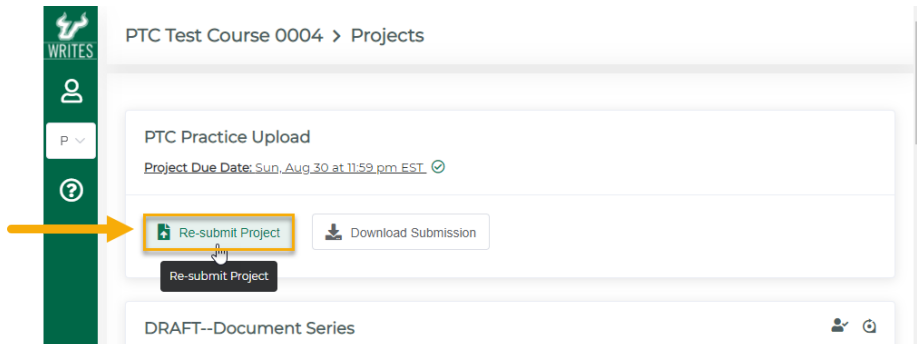 WRITES
PTC Test Course 0004 > Projects
P
PTC Practice Upload
Project Due Date: Sun, Aug 30 at 11:59 pm EST
Re-submit Project
Download Submission
Re-submit Project
DRAFT--Document Series